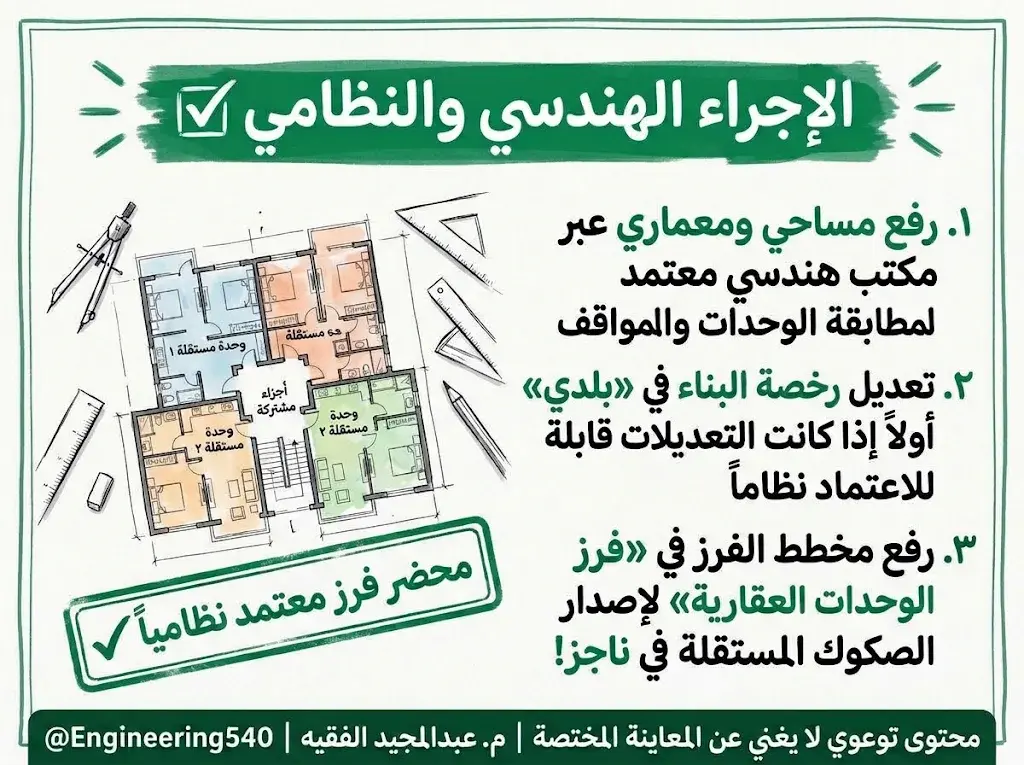 الإجراء الهندسي والنظامي ☑
١. رفع مساحي ومعماري عبر
مكتب هندسي معتمد
لمطابقة الوحدات والمواقف
٢. تعديل رخصة البناء في «بلدي»
أولاً إذا كانت التعديلات قابلة
للاعتماد نظاماً
٣. رفع مخطط الفرز في «فرز
الوحدات العقارية» لإصدار
الصكوك المستقلة في ناجز!
وحدة مستقلة ١
مستقلة
أجزاء
مشتركة
وحدة
مستقلة ٢
وحدة
مستقلة ٢
محضر فرز معتمد نظامياً ✓
محتوى توعوي لا يغني عن المعاينة المختصة | م. عبدالمجيد الفقيه | @Engineering540